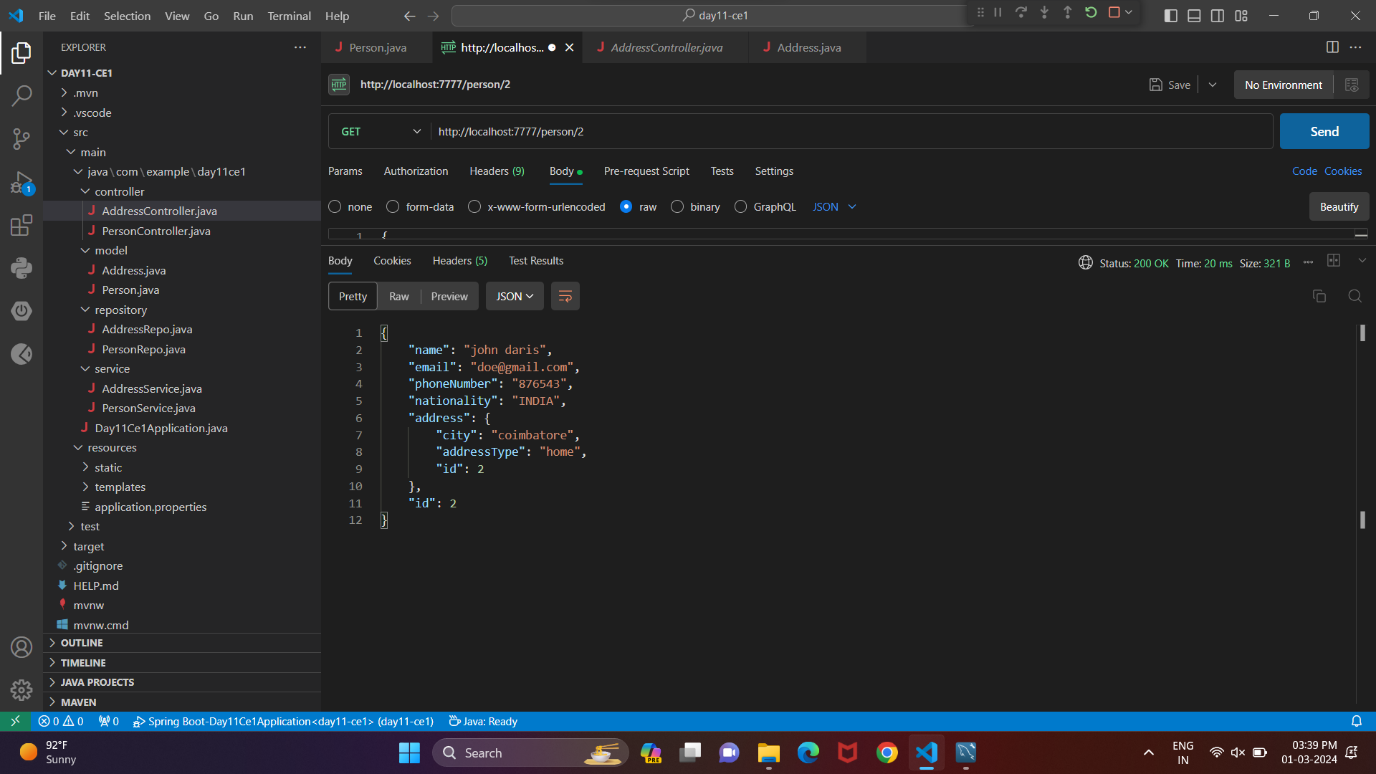 File Edit Selection View Go Run Terminal Help
day11-ce1
EXPLORER
DAY11-CE1
.mvn
.vscode
src
main
java\com\example\day11ce1
controller
AddressController.java
PersonController.java
model
Address.java
Person.java
repository
AddressRepo.java
PersonRepo.java
service
AddressService.java
PersonService.java
Day11Ce1Application.java
resources
static
templates
application.properties
test
target
.gitignore
HELP.md
mvnw
mvnw.cmd
OUTLINE
TIMELINE
JAVA PROJECTS
MAVEN
1
Person.java HTTP http://localhos... AddressController.java Address.java
HTTP http://localhost:7777/person/2 Save No Environment
GET http://localhost:7777/person/2 Send
Params Authorization Headers (9) Body Pre-request Script Tests Settings Code Cookies
none form-data x-www-form-urlencoded raw binary GraphQL JSON Beautify
1 {
Body Cookies Headers (5) Test Results Status: 200 OK Time: 20 ms Size: 321 B
Pretty Raw Preview JSON
1 {
2 "name": "john daris",
3 "email": "doe@gmail.com",
4 "phoneNumber": "876543",
5 "nationality": "INDIA",
6 "address": {
7 "city": "coimbatore",
8 "addressType": "home",
9 "id": 2
10 },
11 "id": 2
12 }
0 0 0 Spring Boot-Day11Ce1Application<day11-ce1> (day11-ce1) Java: Ready
92°F
Sunny
Search
PRE
ENG
IN
03:39 PM
01-03-2024